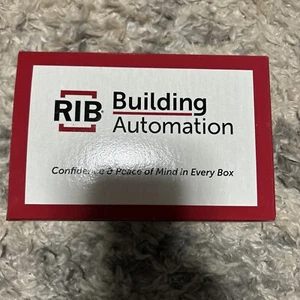 RIB Building
Automation
Confidence & Peace of Mind in Every Box